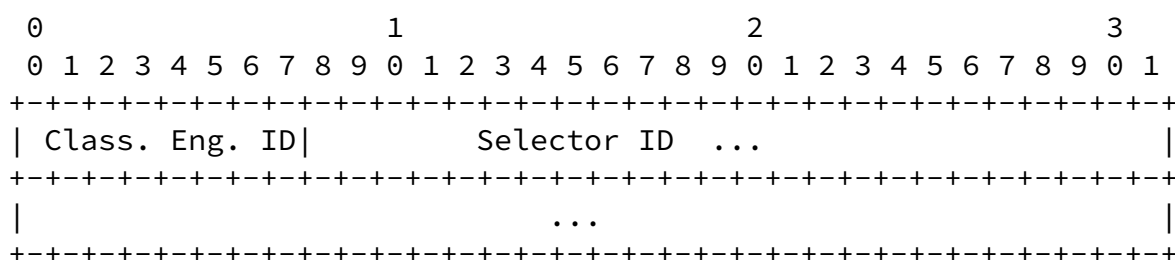 0                   1                   2                   3
 0 1 2 3 4 5 6 7 8 9 0 1 2 3 4 5 6 7 8 9 0 1 2 3 4 5 6 7 8 9 0 1
+-+-+-+-+-+-+-+-+-+-+-+-+-+-+-+-+-+-+-+-+-+-+-+-+-+-+-+-+-+-+-+-+
| Class. Eng. ID|         Selector ID  ...                      |
+-+-+-+-+-+-+-+-+-+-+-+-+-+-+-+-+-+-+-+-+-+-+-+-+-+-+-+-+-+-+-+-+
|                             ...                               |
+-+-+-+-+-+-+-+-+-+-+-+-+-+-+-+-+-+-+-+-+-+-+-+-+-+-+-+-+-+-+-+-+